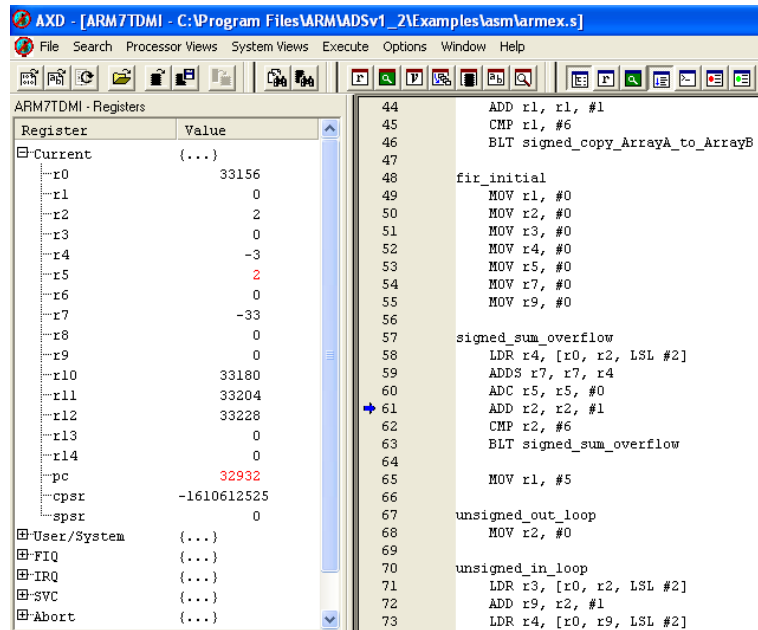 AXD - [ARM7TDMI - C:\Program Files\ARM\ADSv1_2\Examples\asm\armex.s]
File Search Processor Views System Views Execute Options Window Help
ARM7TDMI - Registers
Register Value
Current {...}
r0 33156
r1 0
r2 2
r3 0
r4 -3
r5 2
r6 0
r7 -33
r8 0
r9 0
r10 33180
r11 33204
r12 33228
r13 0
r14 0
pc 32932
cpsr -1610612525
spsr 0
User/System {...}
FIQ {...}
IRQ {...}
SVC {...}
Abort {...}
44 ADD r1, r1, #1
45 CMP r1, #6
46 BLT signed_copy_ArrayA_to_ArrayB
47
48 fir_initial
49 MOV r1, #0
50 MOV r2, #0
51 MOV r3, #0
52 MOV r4, #0
53 MOV r5, #0
54 MOV r7, #0
55 MOV r9, #0
56
57 signed_sum_overflow
58 LDR r4, [r0, r2, LSL #2]
59 ADDS r7, r7, r4
60 ADC r5, r5, #0
61 ADD r2, r2, #1
62 CMP r2, #6
63 BLT signed_sum_overflow
64
65 MOV r1, #5
66
67 unsigned_out_loop
68 MOV r2, #0
69
70 unsigned_in_loop
71 LDR r3, [r0, r2, LSL #2]
72 ADD r9, r2, #1
73 LDR r4, [r0, r9, LSL #2]